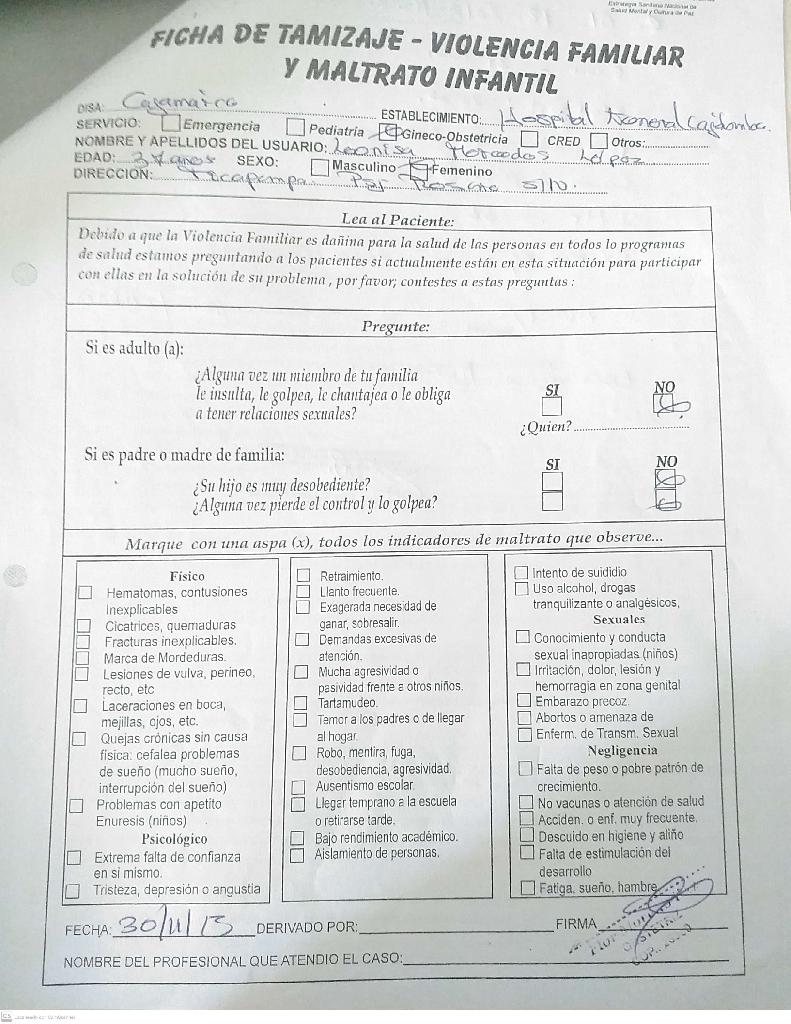 Estrategia Sanitaria Nacional de
Salud Mental y Cultura de Paz
FICHA DE TAMIZAJE - VIOLENCIA FAMILIAR
Y MALTRATO INFANTIL
DISA: Cajamarca ESTABLECIMIENTO: Hospital General
SERVICIO: Emergencia Pediatria Gineco-Obstetricia CRED Otros:
NOMBRE Y APELLIDOS DEL USUARIO: Mercedes López
EDAD: 37 años SEXO: Masculino Femenino
DIRECCIÓN: Psj S/N.
Lea al Paciente:
Debido a que la Violencia Familiar es dañina para la salud de las personas en todos lo programas
de salud estamos preguntando a los pacientes si actualmente están en esta situación para participar
con ellas en la solución de su problema , por favor; contestes a estas preguntas :
Pregunte:
Si es adulto (a):
¿Alguna vez un miembro de tu familia
le insulta, le golpea, le chantajea o le obliga
a tener relaciones sexuales?
SI NO
¿Quien?
Si es padre o madre de familia:
SI NO
¿Su hijo es muy desobediente?
¿Alguna vez pierde el control y lo golpea?
Marque con una aspa (x), todos los indicadores de maltrato que observe...
Físico
Hematomas, contusiones
Inexplicables
Cicatrices, quemaduras
Fracturas inexplicables.
Marca de Mordeduras.
Lesiones de vulva, perineo,
recto, etc
Laceraciones en boca,
mejillas, ojos, etc.
Quejas crónicas sin causa
física: cefalea problemas
de sueño (mucho sueño,
interrupción del sueño)
Problemas con apetito
Enuresis (niños)
Psicológico
Extrema falta de confianza
en si mismo.
Tristeza, depresión o angustia
Retraimiento.
Llanto frecuente.
Exagerada necesidad de
ganar, sobresalir.
Demandas excesivas de
atención.
Mucha agresividad o
pasividad frente a otros niños.
Tartamudeo.
Temor a los padres o de llegar
al hogar.
Robo, mentira, fuga,
desobediencia, agresividad.
Ausentismo escolar.
Llegar temprano a la escuela
o retirarse tarde.
Bajo rendimiento académico.
Aislamiento de personas.
Intento de suididio
Uso alcohol, drogas
tranquilizante o analgésicos,
Sexuales
Conocimiento y conducta
sexual inapropiadas (niños)
Irritación, dolor, lesión y
hemorragia en zona genital
Embarazo precoz.
Abortos o amenaza de
Enferm. de Transm. Sexual
Negligencia
Falta de peso o pobre patrón de
crecimiento.
No vacunas o atención de salud
Acciden. o enf. muy frecuente.
Descuido en higiene y aliño
Falta de estimulación del
desarrollo
Fatiga, sueño, hambre
FECHA: 30/11/15 DERIVADO POR: FIRMA
NOMBRE DEL PROFESIONAL QUE ATENDIO EL CASO:
CS